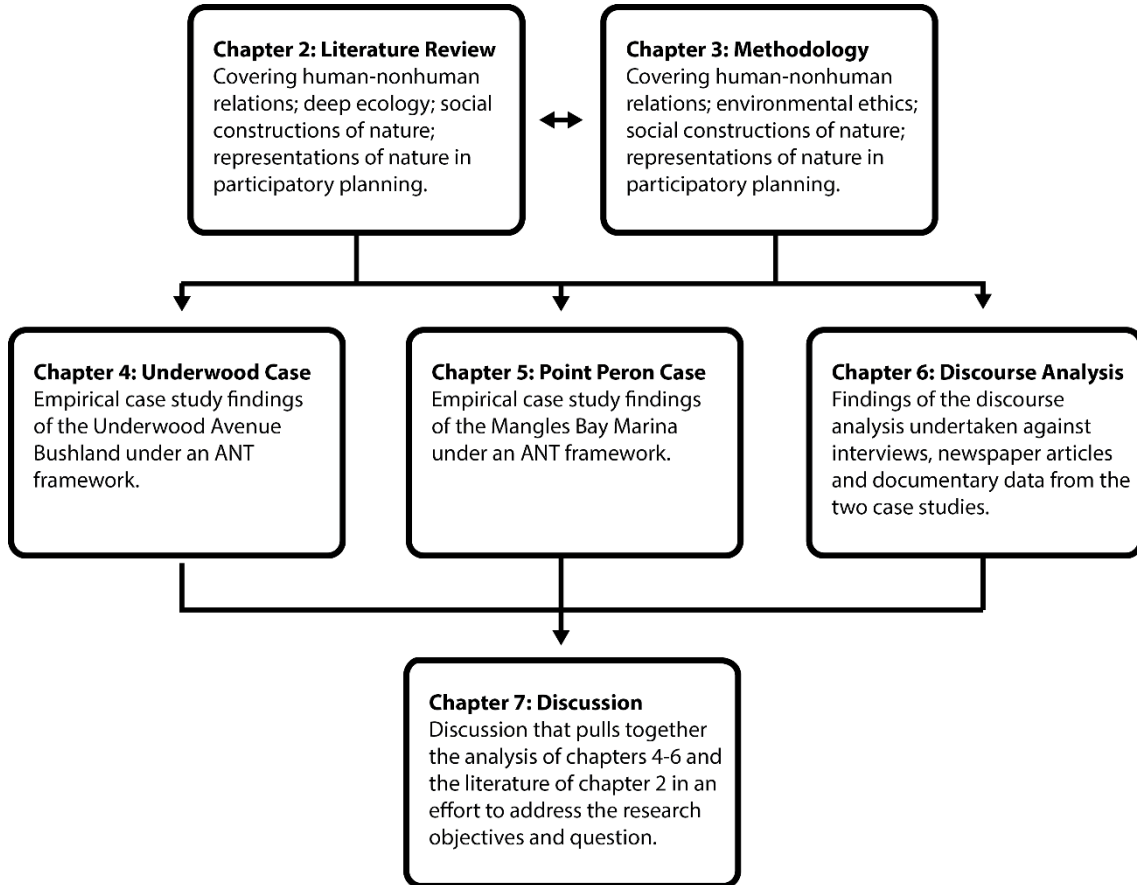 Chapter 2: Literature Review
Covering human-nonhuman
relations; deep ecology; social
constructions of nature;
representations of nature in
participatory planning.
Chapter 3: Methodology
Covering human-nonhuman
relations; environmental ethics;
social constructions of nature;
representations of nature in
participatory planning.
Chapter 4: Underwood Case
Empirical case study findings
of the Underwood Avenue
Bushland under an ANT
framework.
Chapter 5: Point Peron Case
Empirical case study findings
of the Mangles Bay Marina
under an ANT framework.
Chapter 6: Discourse Analysis
Findings of the discourse
analysis undertaken against
interviews, newspaper articles
and documentary data from the
two case studies.
Chapter 7: Discussion
Discussion that pulls together
the analysis of chapters 4-6 and
the literature of chapter 2 in an
effort to address the research
objectives and question.